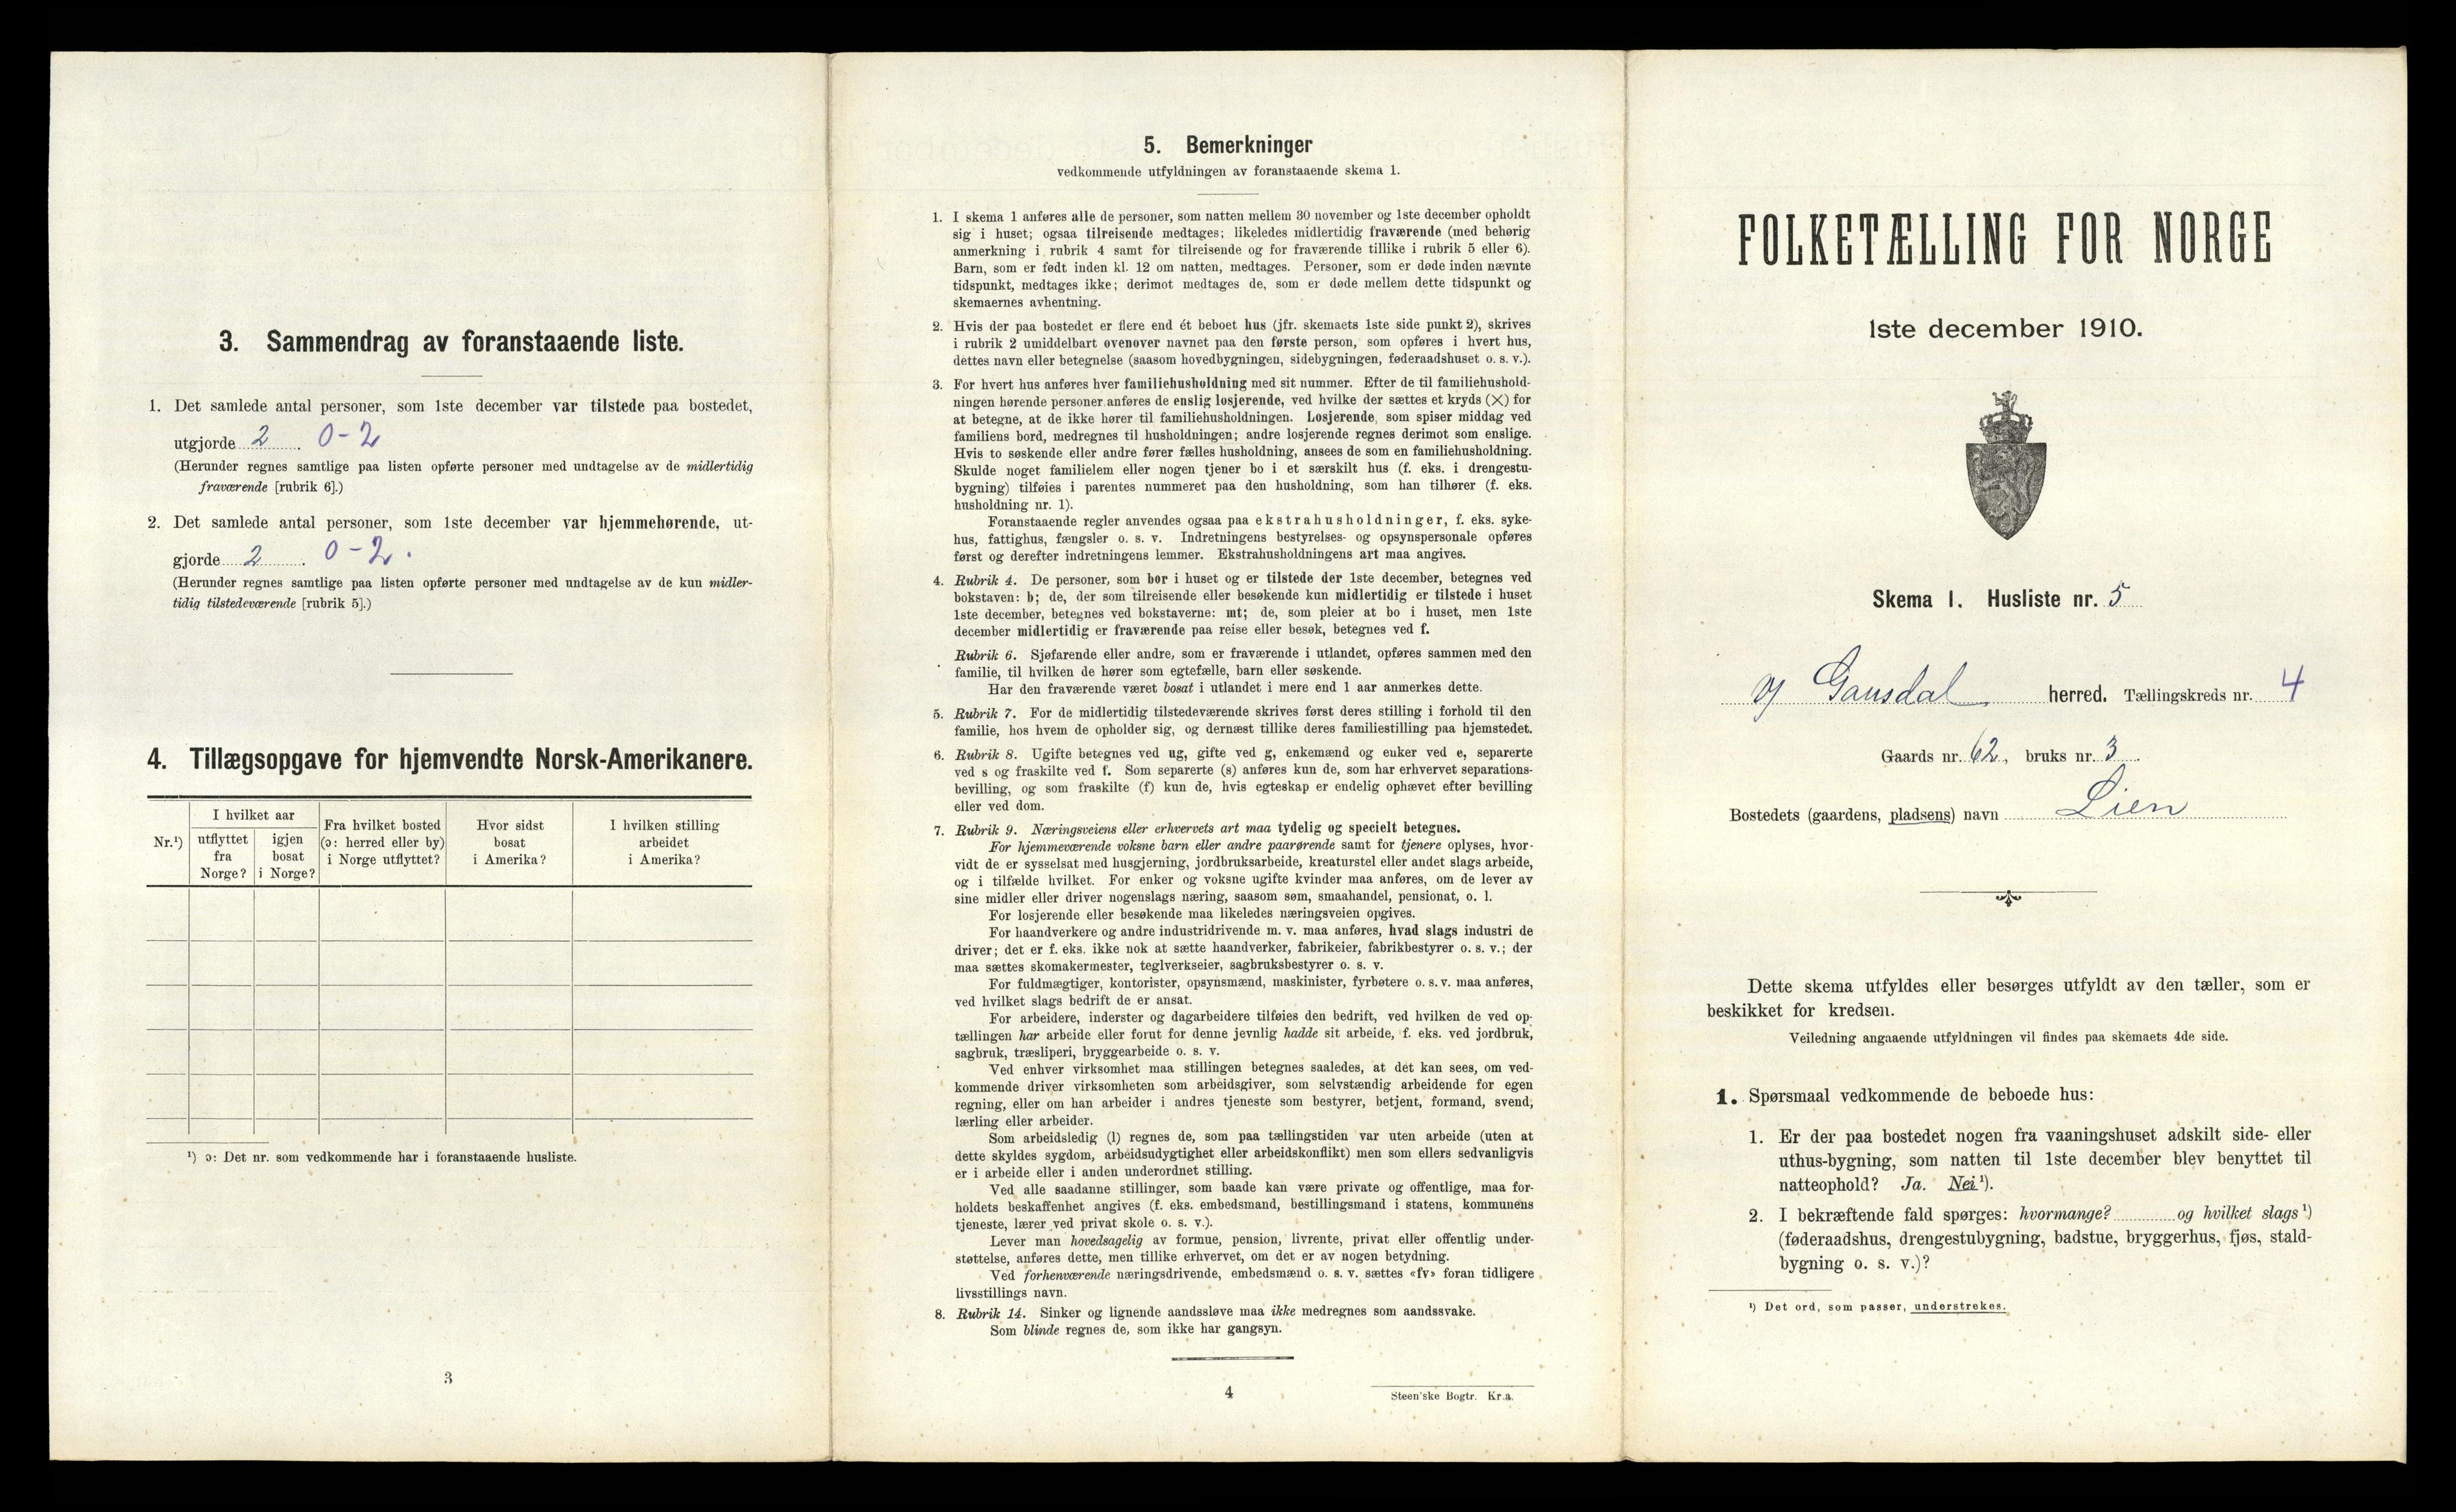 3. Sammendrag av foranstaaende liste.
1. Det samlede antal personer, som 1ste december var tilstede paa bostedet,
utgjorde 2 . 0-2
(Herunder regnes samtlige paa listen opførte personer med undtagelse av de midlertidig
fraværende [rubrik 6].)
2. Det samlede antal personer, som 1ste december var hjemmehørende, ut-
gjorde 2 . 0-2.
(Herunder regnes samtlige paa listen opførte personer med undtagelse av de kun midler-
tidig tilstedeværende [rubrik 5].)
4. Tillægsopgave for hjemvendte Norsk-Amerikanere.
Nr.¹)
I hvilket aar
utflyttet
fra
Norge?
igjen
bosat
i Norge?
Fra hvilket bosted
(ɔ: herred eller by)
i Norge utflyttet?
Hvor sidst
bosat
i Amerika?
I hvilken stilling
arbeidet
i Amerika?
¹) ɔ: Det nr. som vedkommende har i foranstaaende husliste.
3
5. Bemerkninger
vedkommende utfyldningen av foranstaaende skema 1.
1. I skema 1 anføres alle de personer, som natten mellem 30 november og 1ste december opholdt
sig i huset; ogsaa tilreisende medtages; likeledes midlertidig fraværende (med behørig
anmerkning i rubrik 4 samt for tilreisende og for fraværende tillike i rubrik 5 eller 6).
Barn, som er født inden kl. 12 om natten, medtages. Personer, som er døde inden nævnte
tidspunkt, medtages ikke; derimot medtages de, som er døde mellem dette tidspunkt og
skemaernes avhentning.
2. Hvis der paa bostedet er flere end ét beboet hus (jfr. skemaets 1ste side punkt 2), skrives
i rubrik 2 umiddelbart ovenover navnet paa den første person, som opføres i hvert hus,
dettes navn eller betegnelse (saasom hovedbygningen, sidebygningen, føderaadshuset o. s. v.).
3. For hvert hus anføres hver familiehusholdning med sit nummer. Efter de til familiehushold-
ningen hørende personer anføres de enslig losjerende, ved hvilke der sættes et kryds (×) for
at betegne, at de ikke hører til familiehusholdningen. Losjerende, som spiser middag ved
familiens bord, medregnes til husholdningen; andre losjerende regnes derimot som enslige.
Hvis to søskende eller andre fører fælles husholdning, ansees de som en familiehusholdning.
Skulde noget familielem eller nogen tjener bo i et særskilt hus (f. eks. i drengestu-
bygning) tilføies i parentes nummeret paa den husholdning, som han tilhører (f. eks.
husholdning nr. 1).
Foranstaaende regler anvendes ogsaa paa ekstrahusholdninger, f. eks. syke-
hus, fattighus, fængsler o. s. v. Indretningens bestyrelses- og opsynspersonale opføres
først og derefter indretningens lemmer. Ekstrahusholdningens art maa angives.
4. Rubrik 4. De personer, som bor i huset og er tilstede der 1ste december, betegnes ved
bokstaven: b; de, der som tilreisende eller besøkende kun midlertidig er tilstede i huset
1ste december, betegnes ved bokstaverne: mt; de, som pleier at bo i huset, men 1ste
december midlertidig er fraværende paa reise eller besøk, betegnes ved f.
Rubrik 6. Sjøfarende eller andre, som er fraværende i utlandet, opføres sammen med den
familie, til hvilken de hører som egtefælle, barn eller søskende.
Har den fraværende været bosat i utlandet i mere end 1 aar anmerkes dette.
5. Rubrik 7. For de midlertidig tilstedeværende skrives først deres stilling i forhold til den
familie, hos hvem de opholder sig, og dernæst tillike deres familiestilling paa hjemstedet.
6. Rubrik 8. Ugifte betegnes ved ug, gifte ved g, enkemænd og enker ved e, separerte
ved s og fraskilte ved f. Som separerte (s) anføres kun de, som har erhvervet separations-
bevilling, og som fraskilte (f) kun de, hvis egteskap er endelig ophævet efter bevilling
eller ved dom.
7. Rubrik 9. Næringsveiens eller erhvervets art maa tydelig og specielt betegnes.
For hjemmeværende voksne barn eller andre paarørende samt for tjenere oplyses, hvor-
vidt de er sysselsat med husgjerning, jordbruksarbeide, kreaturstel eller andet slags arbeide,
og i tilfælde hvilket. For enker og voksne ugifte kvinder maa anføres, om de lever av
sine midler eller driver nogenslags næring, saasom søm, smaahandel, pensionat, o. l.
For losjerende eller besøkende maa likeledes næringsveien opgives.
For haandverkere og andre industridrivende m. v. maa anføres, hvad slags industri de
driver; det er f. eks. ikke nok at sætte haandverker, fabrikeier, fabrikbestyrer o. s. v.; der
maa sættes skomakermester, teglverkseier, sagbruksbestyrer o. s. v.
For fuldmægtiger, kontorister, opsynsmænd, maskinister, fyrbøtere o. s. v. maa anføres,
ved hvilket slags bedrift de er ansat.
For arbeidere, inderster og dagarbeidere tilføies den bedrift, ved hvilken de ved op-
tællingen har arbeide eller forut for denne jevnlig hadde sit arbeide, f. eks. ved jordbruk,
sagbruk, træsliperi, bryggearbeide o. s. v.
Ved enhver virksomhet maa stillingen betegnes saaledes, at det kan sees, om ved-
kommende driver virksomheten som arbeidsgiver, som selvstændig arbeidende for egen
regning, eller om han arbeider i andres tjeneste som bestyrer, betjent, formand, svend,
lærling eller arbeider.
Som arbeidsledig (l) regnes de, som paa tællingstiden var uten arbeide (uten at
dette skyldes sygdom, arbeidsudygtighet eller arbeidskonflikt) men som ellers sedvanligvis
er i arbeide eller i anden underordnet stilling.
Ved alle saadanne stillinger, som baade kan være private og offentlige, maa for-
holdets beskaffenhet angives (f. eks. embedsmand, bestillingsmand i statens, kommunens
tjeneste, lærer ved privat skole o. s. v.).
Lever man hovedsagelig av formue, pension, livrente, privat eller offentlig under-
støttelse, anføres dette, men tillike erhvervet, om det er av nogen betydning.
Ved forhenværende næringsdrivende, embedsmænd o. s. v. sættes «fv» foran tidligere
livsstillings navn.
8. Rubrik 14. Sinker og lignende aandssløve maa ikke medregnes som aandssvake.
Som blinde regnes de, som ikke har gangsyn.
4
Steen'ske Bogtr. Kr.a.
FOLKETÆLLING FOR NORGE
1ste december 1910.
Skema I. Husliste nr. 5
Gausdal herred. Tællingskreds nr. 4
Gaards nr. 62, bruks nr. 3.
Bostedets (gaardens, pladsens) navn Lien
Dette skema utfyldes eller besørges utfyldt av den tæller, som er
beskikket for kredsen.
Veiledning angaaende utfyldningen vil findes paa skemaets 4de side.
1. Spørsmaal vedkommende de beboede hus:
1. Er der paa bostedet nogen fra vaaningshuset adskilt side- eller
uthus-bygning, som natten til 1ste december blev benyttet til
natteophold? Ja. Nei¹).
2. I bekræftende fald spørges: hvormange? og hvilket slags¹)
(føderaadshus, drengestubygning, badstue, bryggerhus, fjøs, stald-
bygning o. s. v.)?
¹) Det ord, som passer, understrekes.